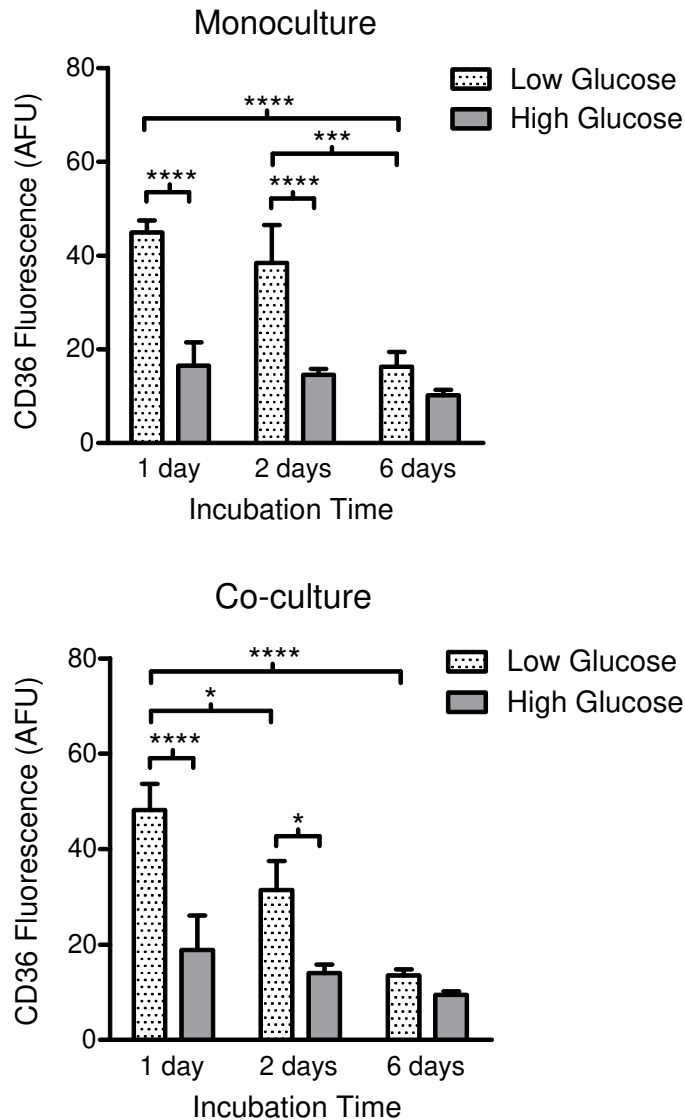 Monoculture
80
60
40
20
0
CD36 Fluorescence (AFU)
Low Glucose
High Glucose
****
***
**** ****
1 day 2 days 6 days
Incubation Time
Co-culture
80
60
40
20
0
CD36 Fluorescence (AFU)
Low Glucose
High Glucose
****
*
****
*
1 day 2 days 6 days
Incubation Time